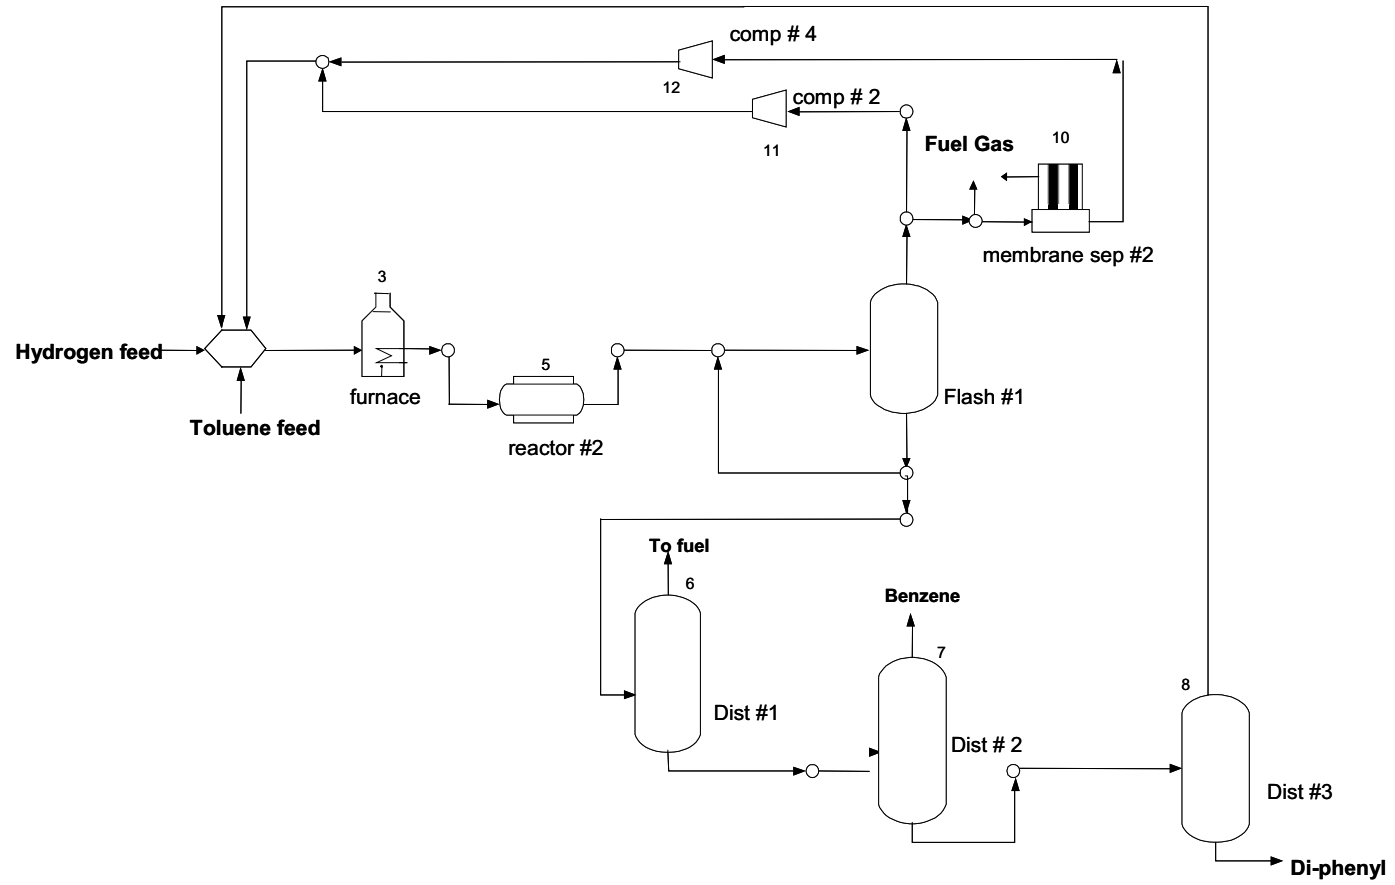 comp # 4
12
comp # 2
11
Fuel Gas
10
membrane sep #2
3
Hydrogen feed
furnace
Toluene feed
5
reactor #2
Flash #1
To fuel
6
Benzene
7
8
Dist #1
Dist # 2
Dist #3
Di-phenyl